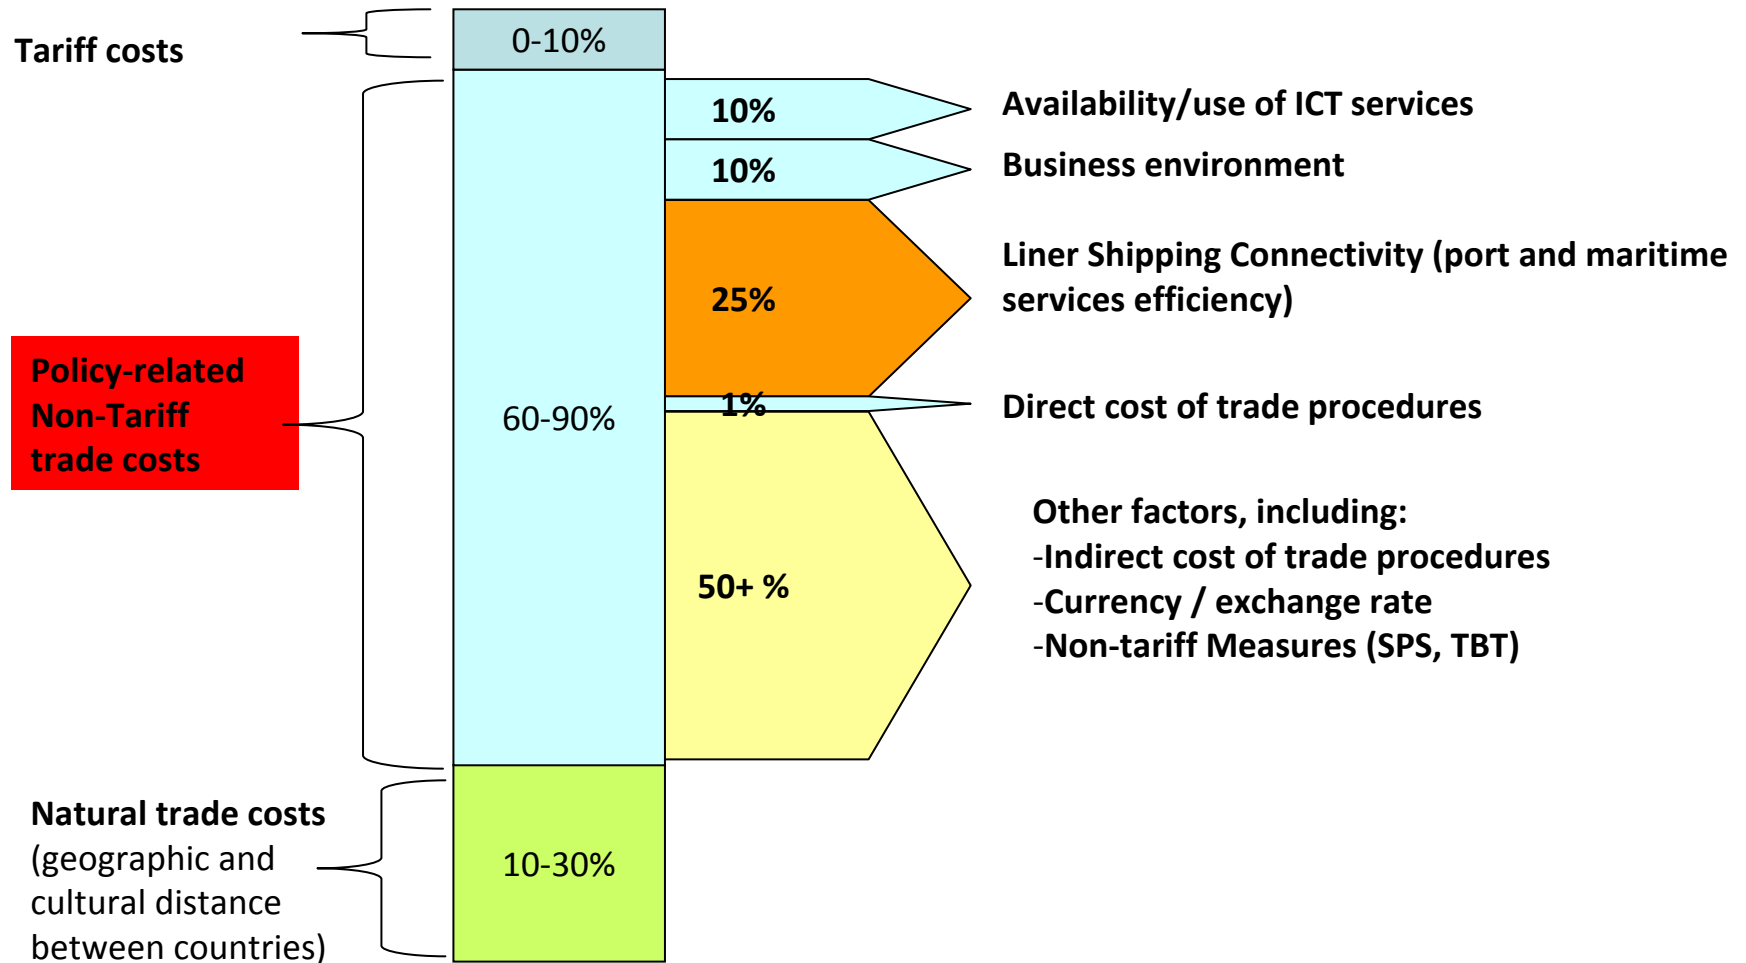 Tariff costs
0-10%
10%
Availability/use of ICT services
10%
Business environment
25%
Liner Shipping Connectivity (port and maritime
services efficiency)
Policy-related
Non-Tariff
trade costs
60-90%
1%
Direct cost of trade procedures
50+ %
Other factors, including:
-Indirect cost of trade procedures
-Currency / exchange rate
-Non-tariff Measures (SPS, TBT)
Natural trade costs
(geographic and
cultural distance
between countries)
10-30%